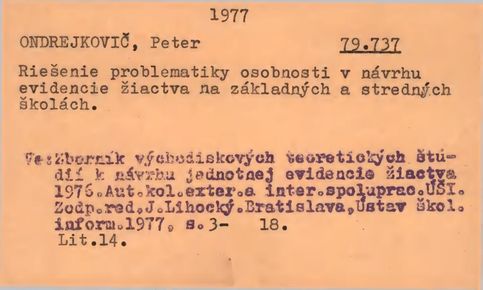 1977
ONDREJKOVIČ, Peter 79.737
Riešenie problematiky osobnosti v návrhu
evidencie žiactva na základných a stredných
školách.
Ve:Zborník východiskových teoretických štú-
dií k návrhu jednotnej evidencie žiactva
1976.Aut.kol.exter.a inter.spoluprac.ÚŠI.
Zodp.red.J.Lihocký.Bratislava,Ústav škol.
inform.1977, s.3- 18.
Lit.14.